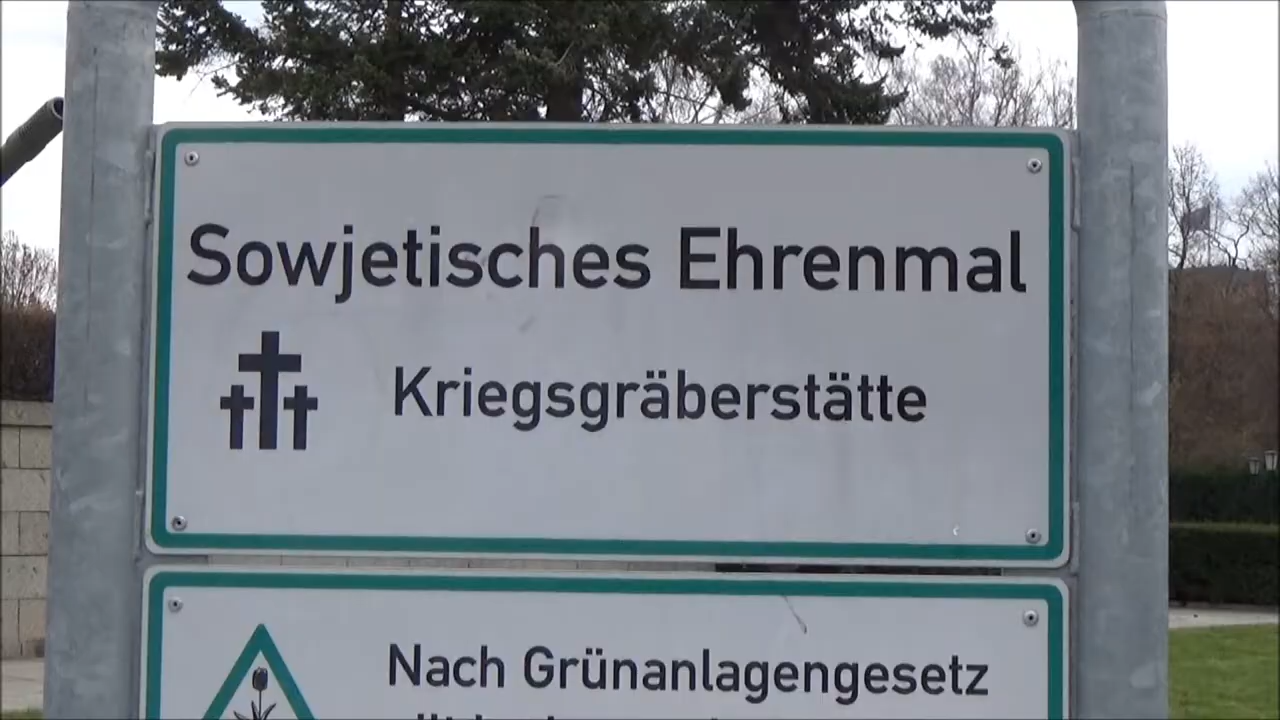 Sowjetisches Ehrenmal
Kriegsgräberstätte
Nach Grünanlagengesetz